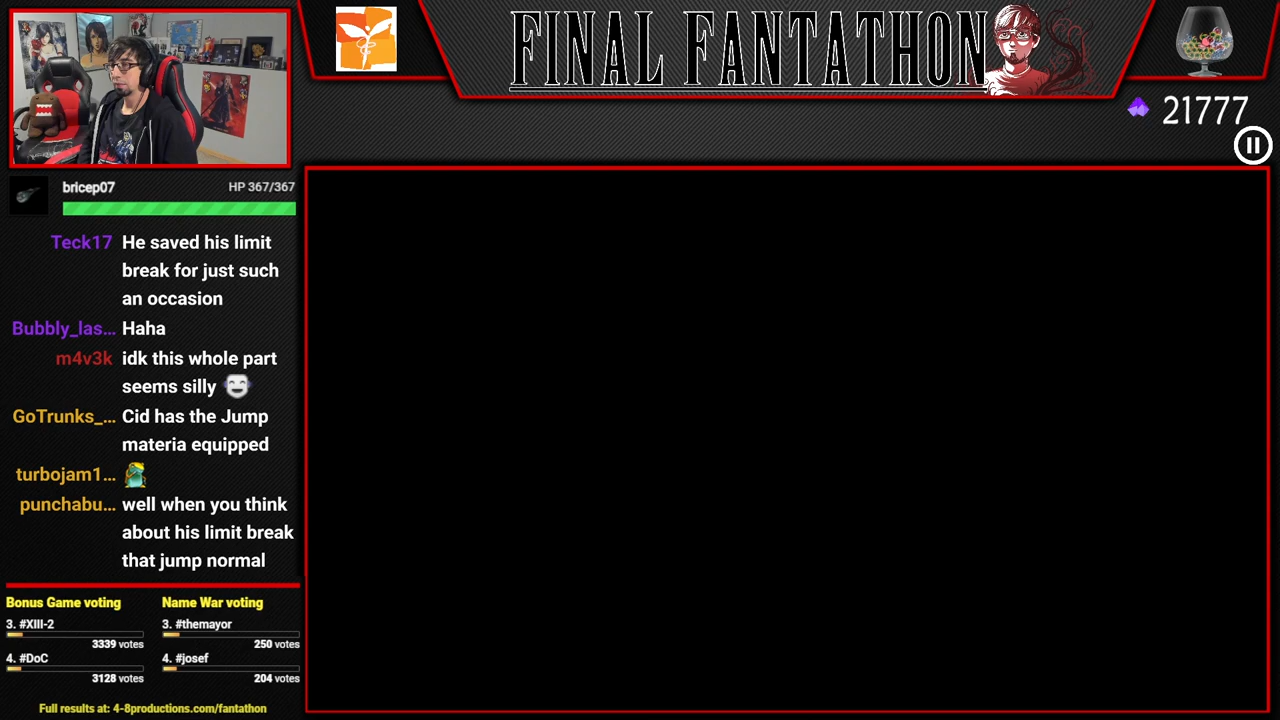 FINAL FANTATHON
21777
bricep07 HP 367/367
Teck17 He saved his limit
break for just such
an occasion
Bubbly_las... Haha
m4v3k idk this whole part
seems silly
GoTrunks_... Cid has the Jump
materia equipped
turbojam1...
punchabu... well when you think
about his limit break
that jump normal
Bonus Game voting
3. #XIII-2
3339 votes
4. #DoC
3128 votes
Name War voting
3. #themayor
250 votes
4. #josef
204 votes
Full results at: 4-8productions.com/fantathon